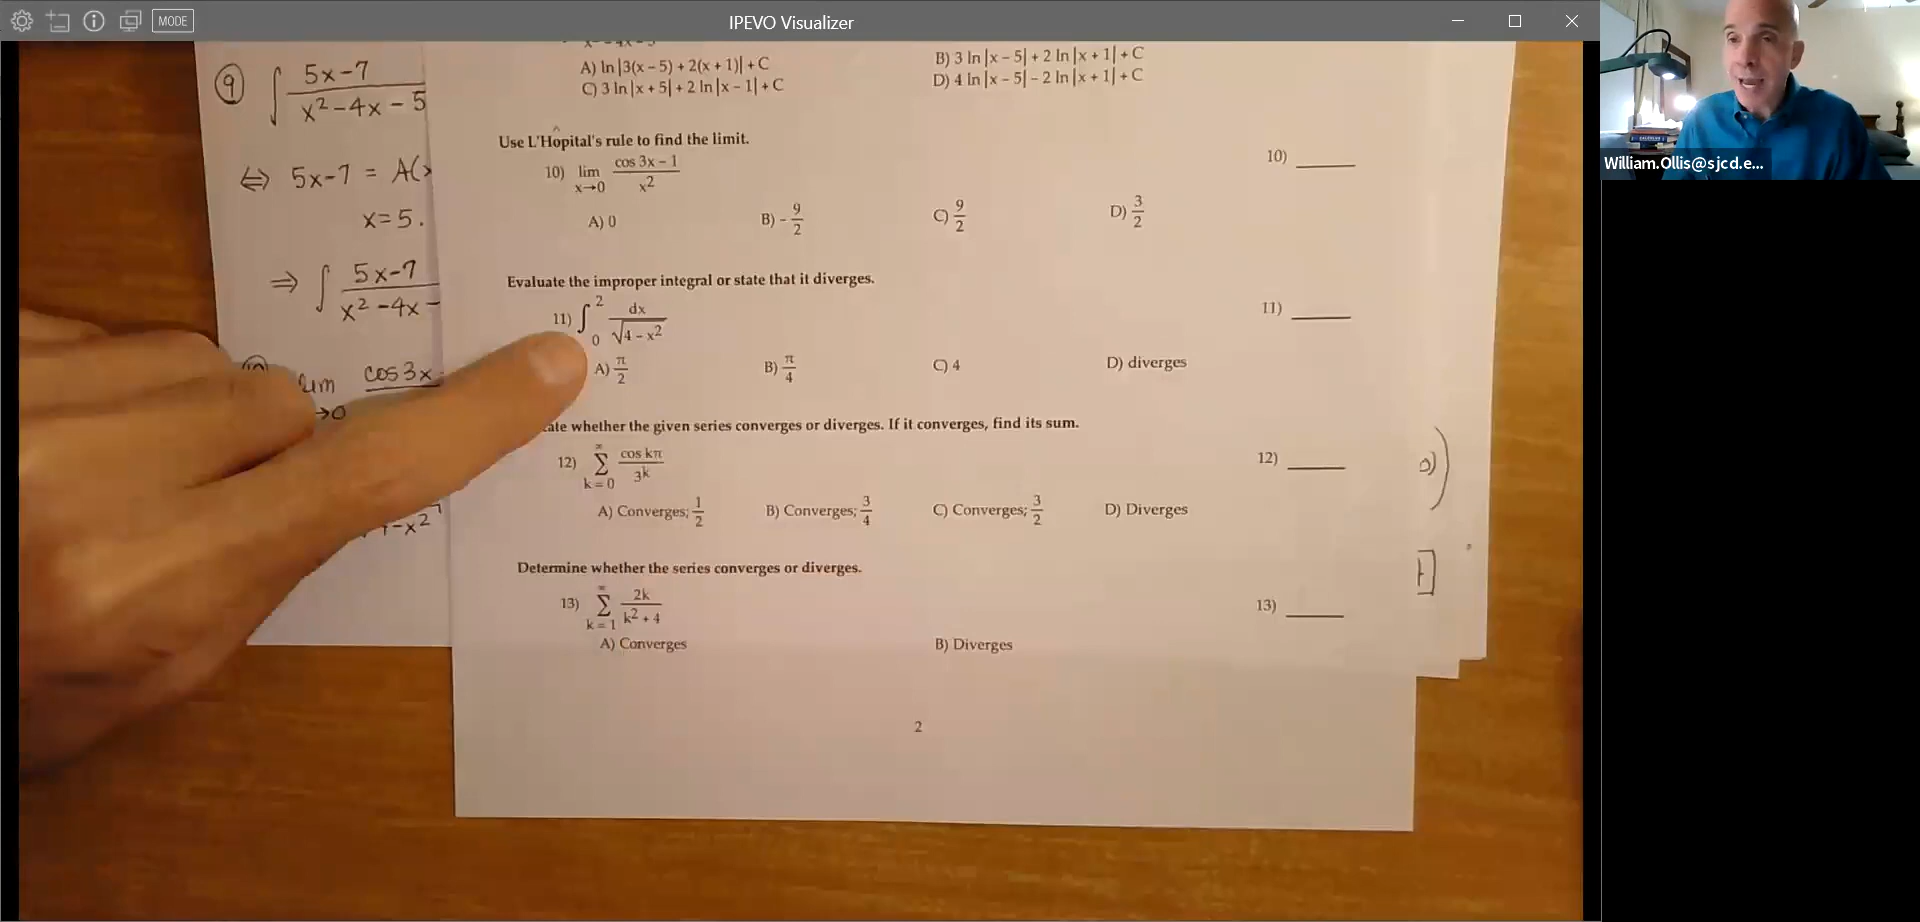 MODE
IPEVO Visualizer
William.Ollis@sjcd.e...
9
∫ 5x-7 / x² - 4x - 5
⇔ 5x-7 = A(x
x = 5.
⇒ ∫ 5x-7 / x² - 4x -
lim x→0 cos 3x
-x²
A) ln |3(x - 5) + 2(x + 1)| + C
B) 3 ln |x - 5| + 2 ln |x + 1| + C
C) 3 ln |x + 5| + 2 ln |x - 1| + C
D) 4 ln |x - 5| - 2 ln |x + 1| + C
Use L'Hopital's rule to find the limit.
10) lim x→0 cos 3x - 1 / x²
10)
A) 0 B) - 9/2 C) 9/2 D) 3/2
Evaluate the improper integral or state that it diverges.
11) ∫ 0 2 dx / √4 - x²
11)
A) π/2 B) π/4 C) 4 D) diverges
whether the given series converges or diverges. If it converges, find its sum.
12) ∞ Σ k = 0 cos kπ / 3^k
12)
A) Converges; 1/2 B) Converges; 3/4 C) Converges; 3/2 D) Diverges
Determine whether the series converges or diverges.
13) ∞ Σ k = 1 2k / k² + 4
13)
A) Converges B) Diverges
2